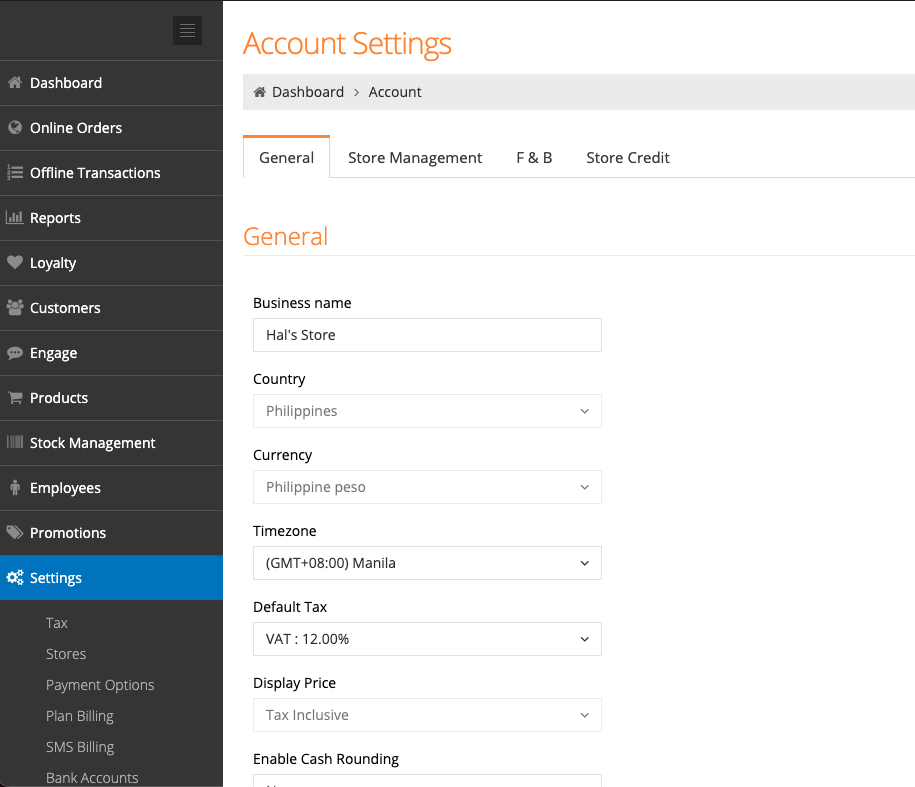 Account Settings
Dashboard > Account
General Store Management F & B Store Credit
Dashboard
Online Orders
Offline Transactions
Reports
Loyalty
Customers
Engage
Products
Stock Management
Employees
Promotions
Settings
Tax
Stores
Payment Options
Plan Billing
SMS Billing
Bank Accounts
General
Business name
Hal's Store
Country
Philippines
Currency
Philippine peso
Timezone
(GMT+08:00) Manila
Default Tax
VAT : 12.00%
Display Price
Tax Inclusive
Enable Cash Rounding